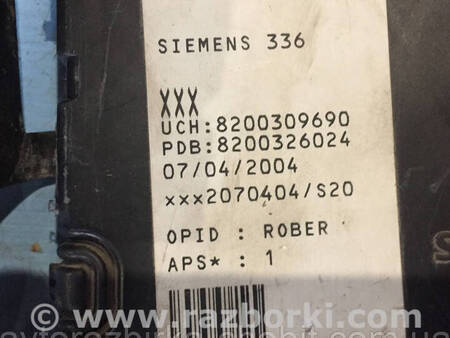 SIEMENS 336
XXX
UCH:8200309690
PDB:8200326024
07/04/2004
xxx2070404/S20
OPID : ROBER
APS* : 1
www.razborki.com